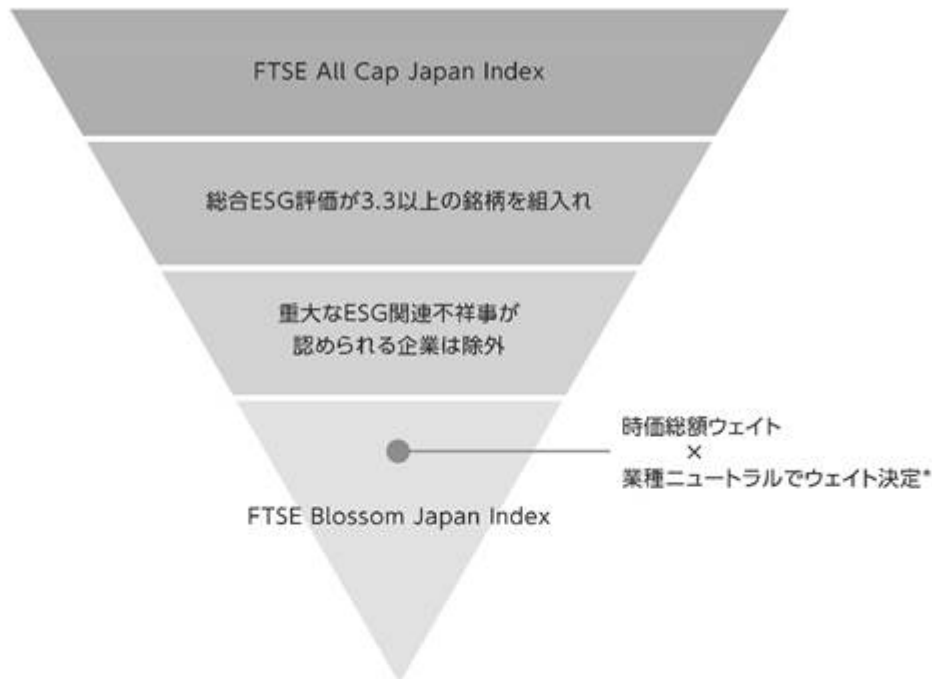 FTSE All Cap Japan Index
総合ESG評価が3.3以上の銘柄を組入れ
重大なESG関連不祥事が
認められる企業は除外
時価総額ウェイト
×
業種ニュートラルでウェイト決定*
FTSE Blossom Japan Index